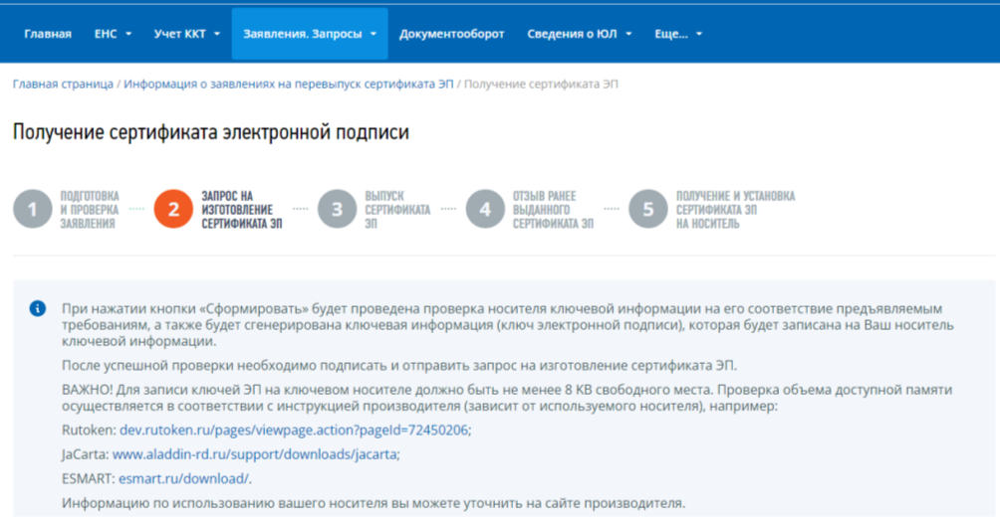 Главная ЕНС Учет ККТ Заявления. Запросы Документооборот Сведения о ЮЛ Еще...
Главная страница / Информация о заявлениях на перевыпуск сертификата ЭП / Получение сертификата ЭП
Получение сертификата электронной подписи
1 ПОДГОТОВКА
И ПРОВЕРКА
ЗАЯВЛЕНИЯ
2 ЗАПРОС НА
ИЗГОТОВЛЕНИЕ
СЕРТИФИКАТА ЭП
3 ВЫПУСК
СЕРТИФИКАТА
ЭП
4 ОТЗЫВ РАНЕЕ
ВЫДАННОГО
СЕРТИФИКАТА ЭП
5 ПОЛУЧЕНИЕ И УСТАНОВКА
СЕРТИФИКАТА ЭП
НА НОСИТЕЛЬ
При нажатии кнопки «Сформировать» будет проведена проверка носителя ключевой информации на его соответствие предъявляемым
требованиям, а также будет сгенерирована ключевая информация (ключ электронной подписи), которая будет записана на Ваш носитель
ключевой информации.
После успешной проверки необходимо подписать и отправить запрос на изготовление сертификата ЭП.
ВАЖНО! Для записи ключей ЭП на ключевом носителе должно быть не менее 8 KB свободного места. Проверка объема доступной памяти
осуществляется в соответствии с инструкцией производителя (зависит от используемого носителя), например:
Rutoken: dev.rutoken.ru/pages/viewpage.action?pageId=72450206;
JaCarta: www.aladdin-rd.ru/support/downloads/jacarta;
ESMART: esmart.ru/download/.
Информацию по использованию вашего носителя вы можете уточнить на сайте производителя.